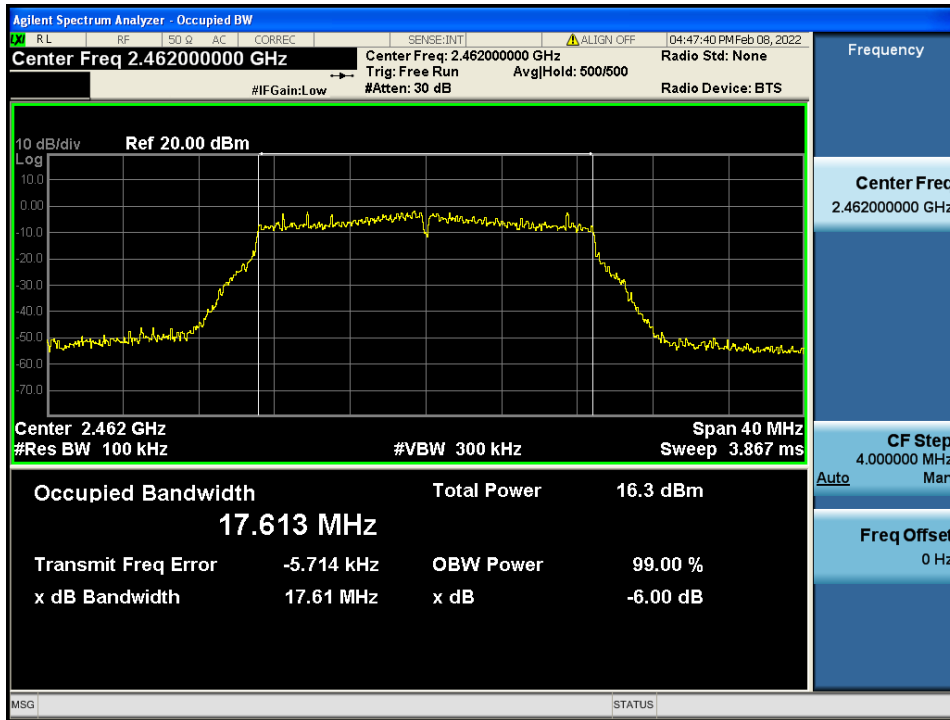 Agilent Spectrum Analyzer - Occupied BW
LXI RL RF 50 Ω AC CORREC SENSE:INT ALIGN OFF 04:47:40 PM Feb 08, 2022
Center Freq 2.462000000 GHz
Center Freq: 2.462000000 GHz Radio Std: None
Trig: Free Run Avg|Hold: 500/500
#IFGain:Low #Atten: 30 dB Radio Device: BTS
10 dB/div Ref 20.00 dBm
Log
10.0
0.00
-10.0
-20.0
-30.0
-40.0
-50.0
-60.0
-70.0
Center 2.462 GHz Span 40 MHz
#Res BW 100 kHz #VBW 300 kHz Sweep 3.867 ms
Occupied Bandwidth Total Power 16.3 dBm
17.613 MHz
Transmit Freq Error -5.714 kHz OBW Power 99.00 %
x dB Bandwidth 17.61 MHz x dB -6.00 dB
MSG STATUS
Frequency
Center Freq
2.462000000 GHz
CF Step
4.000000 MHz
Auto Man
Freq Offset
0 Hz